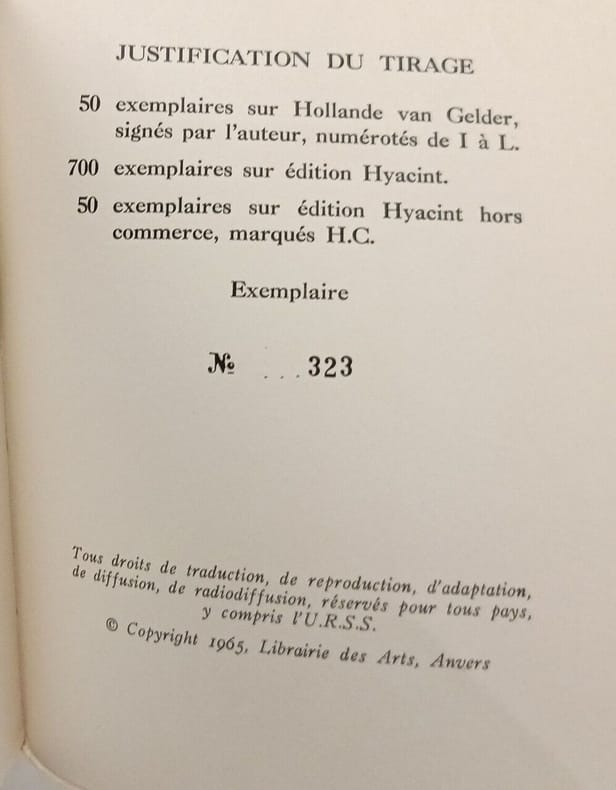 JUSTIFICATION DU TIRAGE
50 exemplaires sur Hollande van Gelder,
signés par l'auteur, numérotés de I à L.
700 exemplaires sur édition Hyacint.
50 exemplaires sur édition Hyacint hors
commerce, marqués H.C.
Exemplaire
№ ... 323
Tous droits de traduction, de reproduction, d'adaptation,
de diffusion, de radiodiffusion, réservés pour tous pays,
y compris l'U.R.S.S.
© Copyright 1965, Librairie des Arts, Anvers